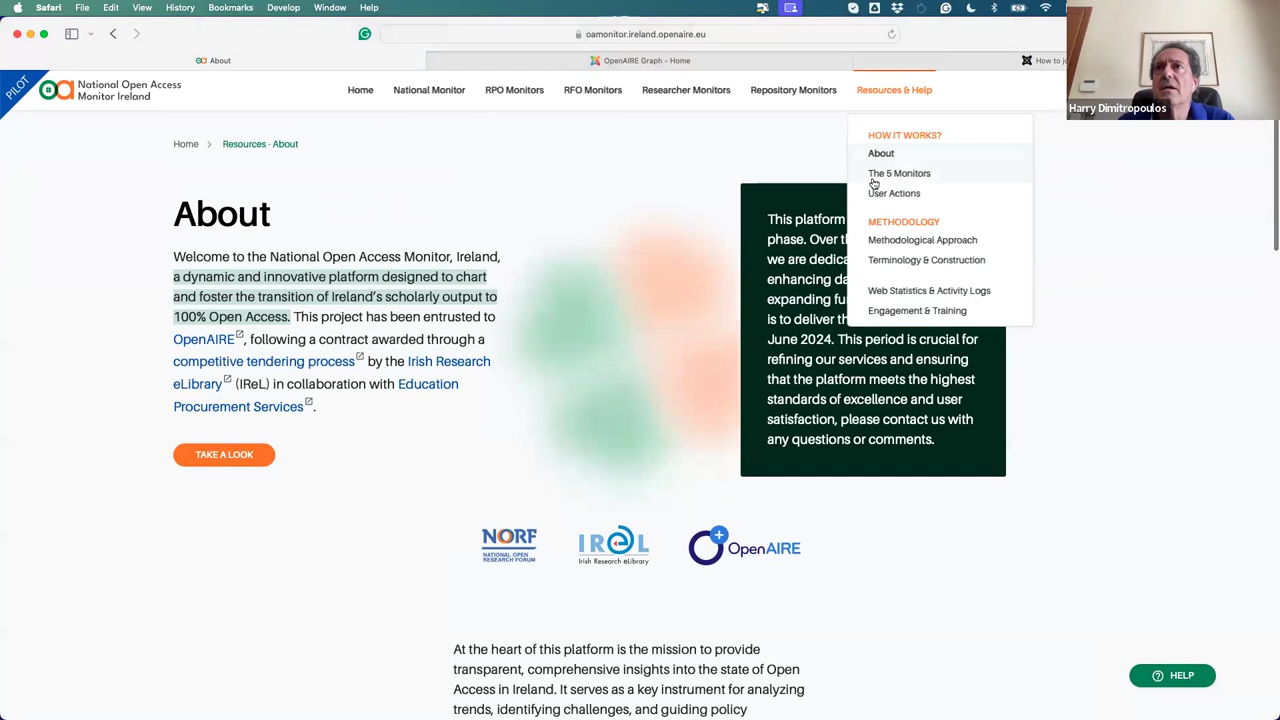 Safari File Edit View History Bookmarks Develop Window Help
oamonitor.ireland.openaire.eu
About
OpenAIRE Graph - Home
How to jo
PILOT
National Open Access
Monitor Ireland
Home National Monitor RPO Monitors RFO Monitors Researcher Monitors Repository Monitors Resources & Help
Harry Dimitropoulos
Home > Resources - About
HOW IT WORKS?
About
The 5 Monitors
User Actions
METHODOLOGY
Methodological Approach
Terminology & Construction
Web Statistics & Activity Logs
Engagement & Training
About
Welcome to the National Open Access Monitor, Ireland,
a dynamic and innovative platform designed to chart
and foster the transition of Ireland's scholarly output to
100% Open Access. This project has been entrusted to
OpenAIRE, following a contract awarded through a
competitive tendering process by the Irish Research
eLibrary (IReL) in collaboration with Education
Procurement Services.
TAKE A LOOK
This platform
phase. Over th
we are dedica
enhancing da
expanding fu
is to deliver th
June 2024. This period is crucial for
refining our services and ensuring
that the platform meets the highest
standards of excellence and user
satisfaction, please contact us with
any questions or comments.
NORF
NATIONAL OPEN
RESEARCH FORUM
IReL
Irish Research eLibrary
OpenAIRE
At the heart of this platform is the mission to provide
transparent, comprehensive insights into the state of Open
Access in Ireland. It serves as a key instrument for analyzing
trends, identifying challenges, and guiding policy
HELP